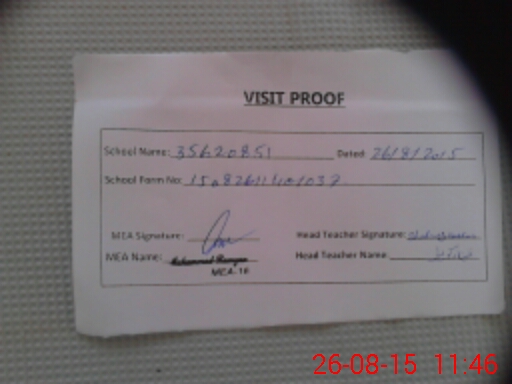 VISIT PROOF
School Name: 35620851 Dated: 26/8/2015
School Form No:
MEA Signature: Head Teacher Signature:
MEA Name: Head Teacher Name
MEA-16
26-08-15 11:46